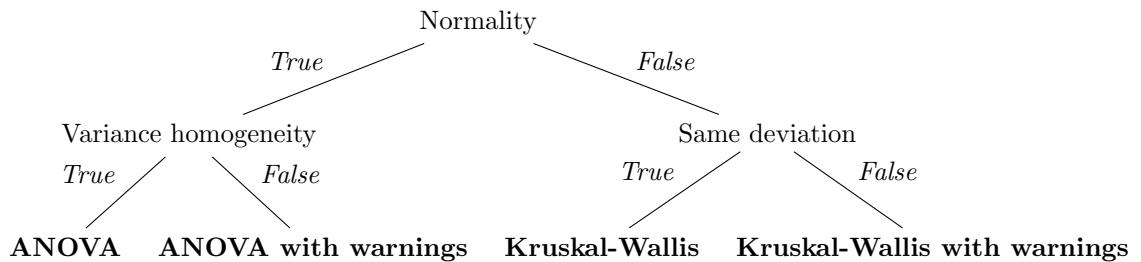 Normality
True False
Variance homogeneity Same deviation
True False True False
ANOVA ANOVA with warnings Kruskal-Wallis Kruskal-Wallis with warnings